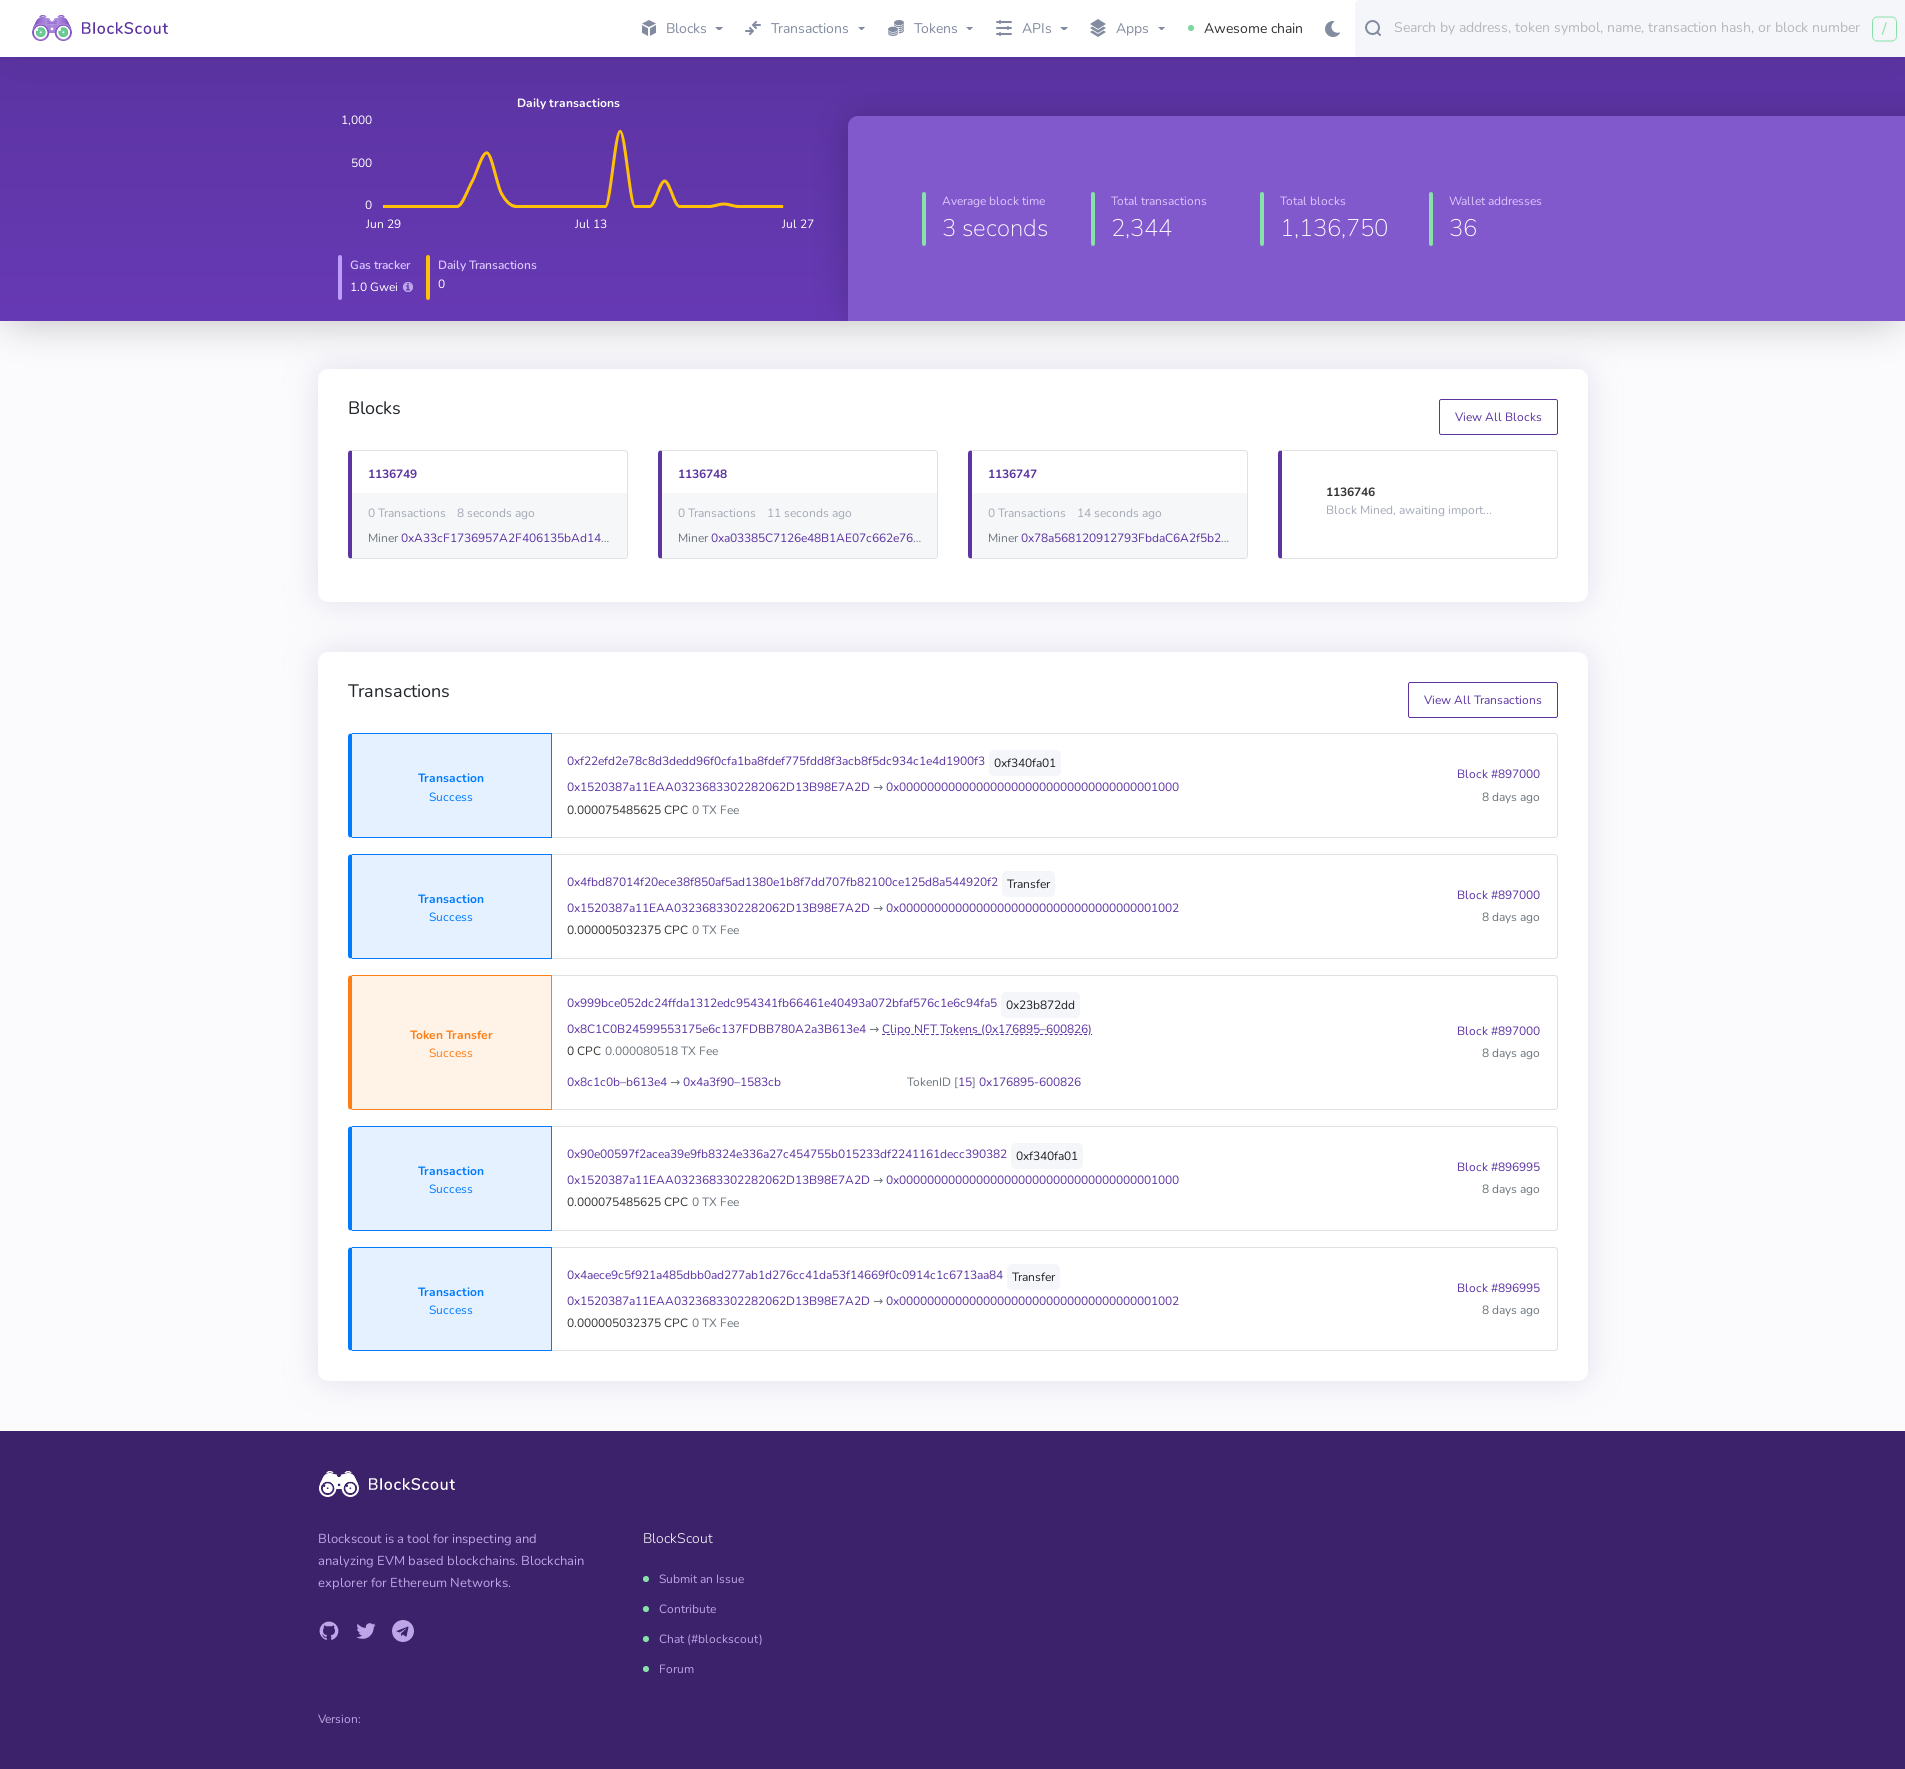 BlockScout
Blocks
Transactions
Tokens
APIs
Apps
Awesome chain
Search by address, token symbol, name, transaction hash, or block number
/
Daily transactions
1,000
500
0
Jun 29
Jul 13
Jul 27
Gas tracker
1.0 Gwei
Daily Transactions
0
Average block time
3 seconds
Total transactions
2,344
Total blocks
1,136,750
Wallet addresses
36
Blocks
View All Blocks
1136749
0 Transactions 8 seconds ago
Miner 0xA33cF1736957A2F406135bAd14...
1136748
0 Transactions 11 seconds ago
Miner 0xa03385C7126e48B1AE07c662e76...
1136747
0 Transactions 14 seconds ago
Miner 0x78a568120912793FbdaC6A2f5b2...
1136746
Block Mined, awaiting import...
Transactions
View All Transactions
Transaction
Success
0xf22efd2e78c8d3dedd96f0cfa1ba8fdef775fdd8f3acb8f5dc934c1e4d1900f3 0xf340fa01
0x1520387a11EAA0323683302282062D13B98E7A2D → 0x0000000000000000000000000000000000001000
0.000075485625 CPC 0 TX Fee
Block #897000
8 days ago
Transaction
Success
0x4fbd87014f20ece38f850af5ad1380e1b8f7dd707fb82100ce125d8a544920f2 Transfer
0x1520387a11EAA0323683302282062D13B98E7A2D → 0x0000000000000000000000000000000000001002
0.000005032375 CPC 0 TX Fee
Block #897000
8 days ago
Token Transfer
Success
0x999bce052dc24ffda1312edc954341fb66461e40493a072bfaf576c1e6c94fa5 0x23b872dd
0x8C1C0B24599553175e6c137FDBB780A2a3B613e4 → Clipo NFT Tokens (0x176895–600826)
0 CPC 0.000080518 TX Fee
0x8c1c0b–b613e4 → 0x4a3f90–1583cb
TokenID [15] 0x176895-600826
Block #897000
8 days ago
Transaction
Success
0x90e00597f2acea39e9fb8324e336a27c454755b015233df2241161decc390382 0xf340fa01
0x1520387a11EAA0323683302282062D13B98E7A2D → 0x0000000000000000000000000000000000001000
0.000075485625 CPC 0 TX Fee
Block #896995
8 days ago
Transaction
Success
0x4aece9c5f921a485dbb0ad277ab1d276cc41da53f14669f0c0914c1c6713aa84 Transfer
0x1520387a11EAA0323683302282062D13B98E7A2D → 0x0000000000000000000000000000000000001002
0.000005032375 CPC 0 TX Fee
Block #896995
8 days ago
BlockScout
Blockscout is a tool for inspecting and
analyzing EVM based blockchains. Blockchain
explorer for Ethereum Networks.
BlockScout
Submit an Issue
Contribute
Chat (#blockscout)
Forum
Version: